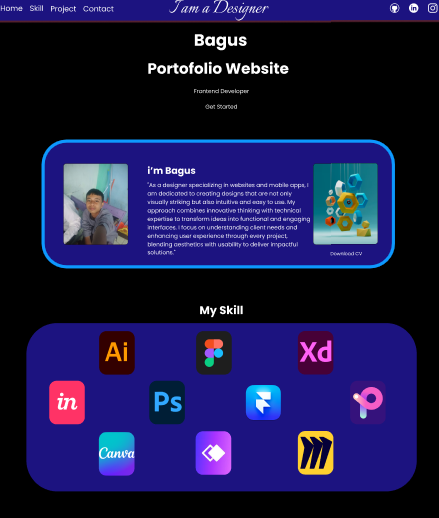 Home Skill Project Contact
I am a Designer
in
Bagus
Portofolio Website
Frantend Developer
Get Started
i'm Bagus
"As a designer specializing in websites and mobile apps, I
am dedicated to creating designs that are not only
visually striking but also intuitive and easy to use. My
approach combines innovative thinking with technical
expertise to transform ideas into functional and engaging
interfaces. I focus on understanding client needs and
enhancing user experience through every project,
blending aesthetics with usability to deliver impactful
solutions."
Download CV
My Skill
Ai
Xd
in
Ps
Canva